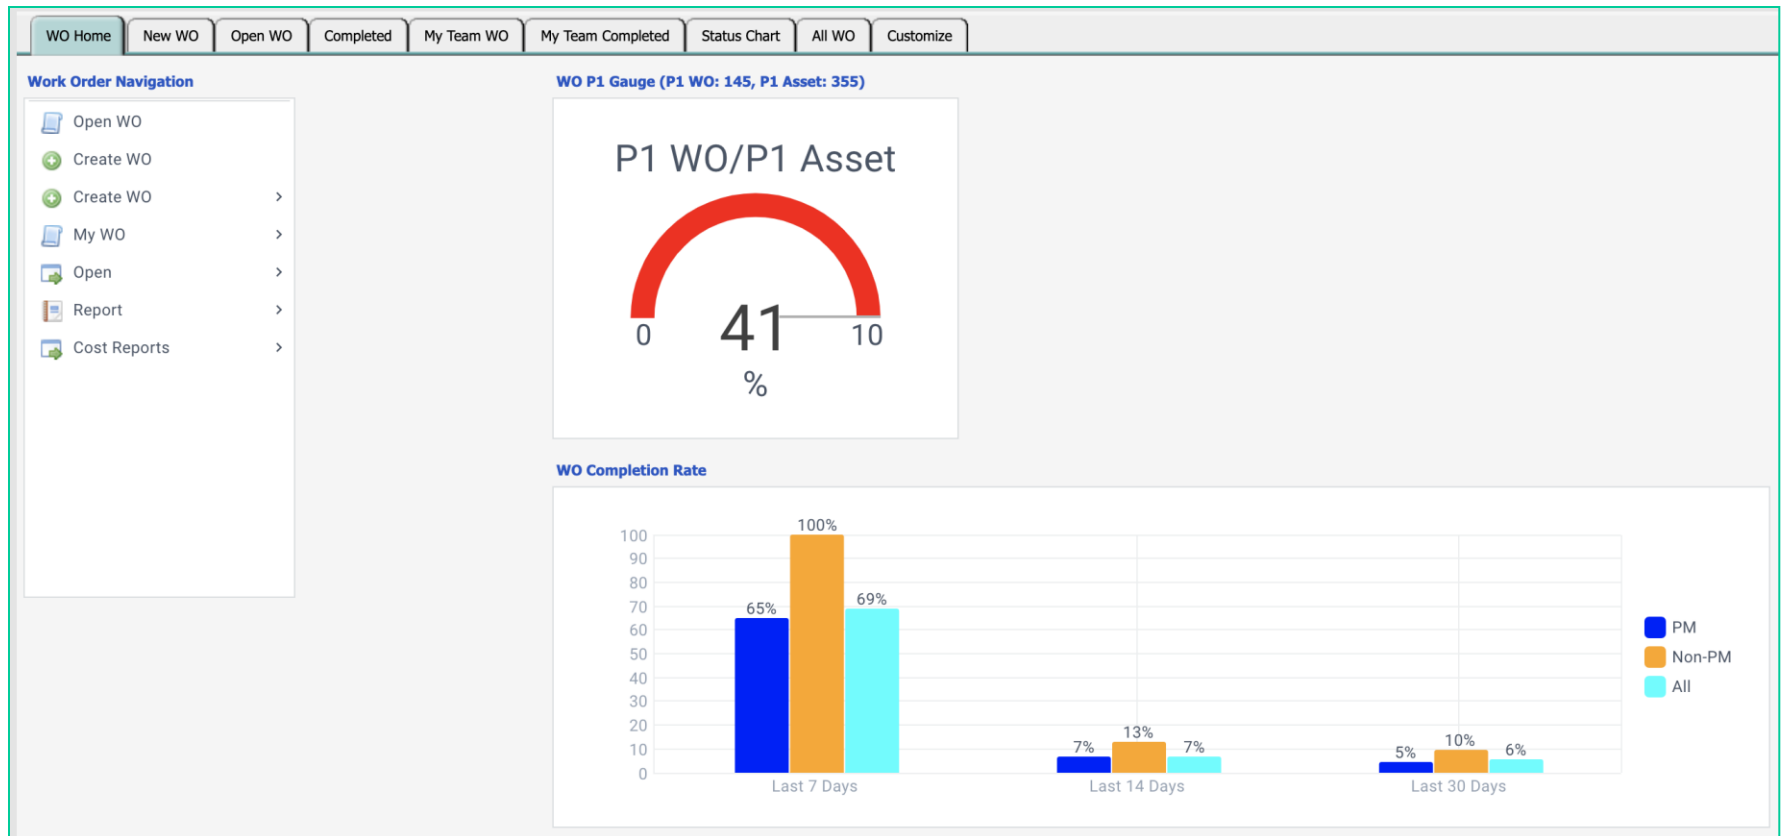 WO Home
New WO
Open WO
Completed
My Team WO
My Team Completed
Status Chart
All WO
Customize
Work Order Navigation
Open WO
Create WO
Create WO
My WO
Open
Report
Cost Reports
WO P1 Gauge (P1 WO: 145, P1 Asset: 355)
P1 WO/P1 Asset
0
41
10
%
WO Completion Rate
100
90
80
70
60
50
40
30
20
10
0
65%
100%
69%
7%
13%
7%
5%
10%
6%
Last 7 Days
Last 14 Days
Last 30 Days
PM
Non-PM
All